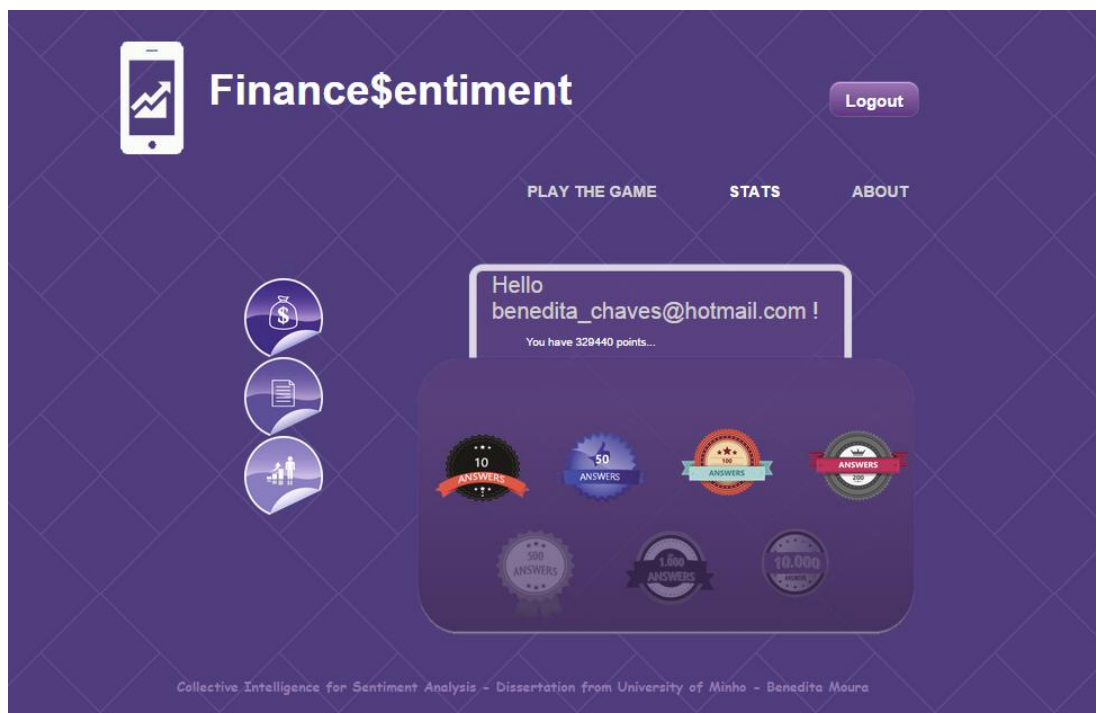 Finance$entiment
Logout
PLAY THE GAME STATS ABOUT
Hello
benedita_chaves@hotmail.com !
You have 329440 points...
$
10
ANSWERS
50
ANSWERS
100
ANSWERS
ANSWERS
200
500
ANSWERS
1.000
ANSWERS
10.000
Collective Intelligence for Sentiment Analysis - Dissertation from University of Minho - Benedita Moura